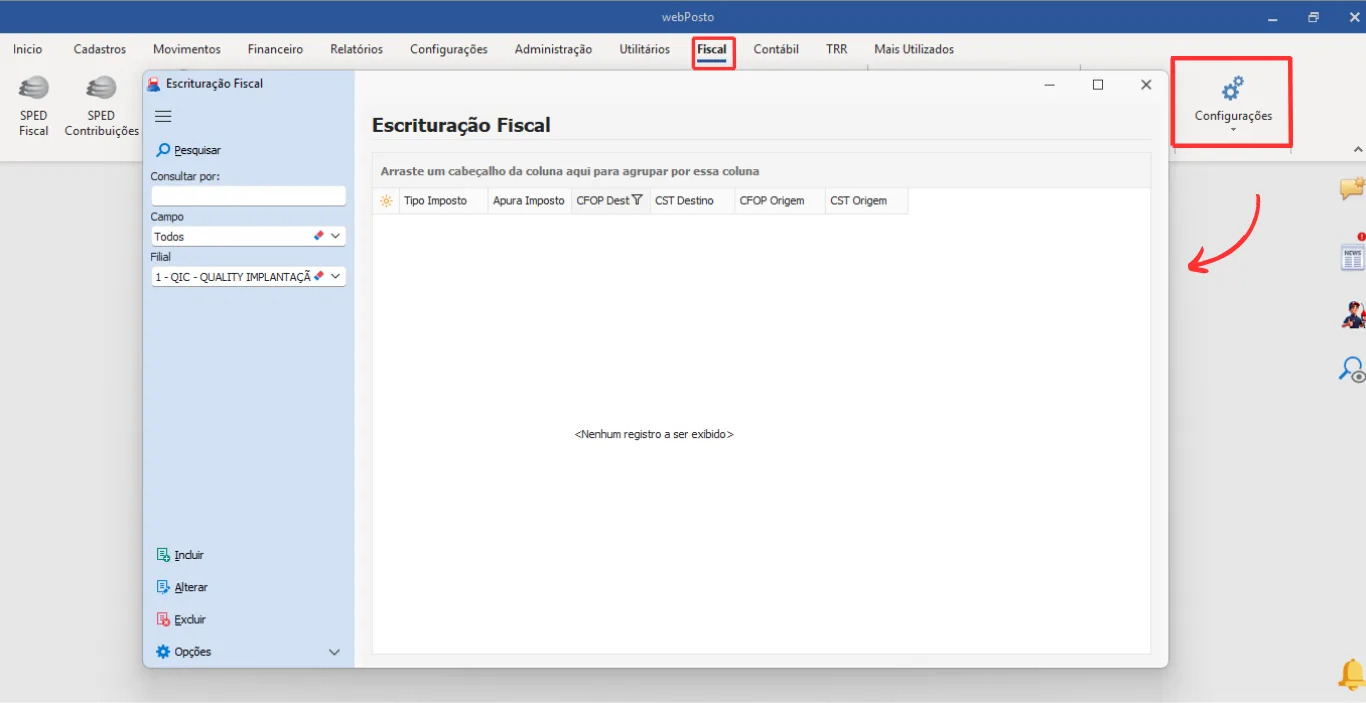 webPosto
Inicio Cadastros Movimentos Financeiro Relatórios Configurações Administração Utilitários Fiscal Contábil TRR Mais Utilizados
SPED Fiscal
SPED Contribuições
Configurações
Escrituração Fiscal
Pesquisar
Consultar por:
Campo
Todos
Filial
1 - QIC - QUALITY IMPLANTAÇÃ
Incluir
Alterar
Excluir
Opções
Escrituração Fiscal
Arraste um cabeçalho da coluna aqui para agrupar por essa coluna
Tipo Imposto Apura Imposto CFOP Dest CST Destino CFOP Origem CST Origem
<Nenhum registro a ser exibido>
NEWS